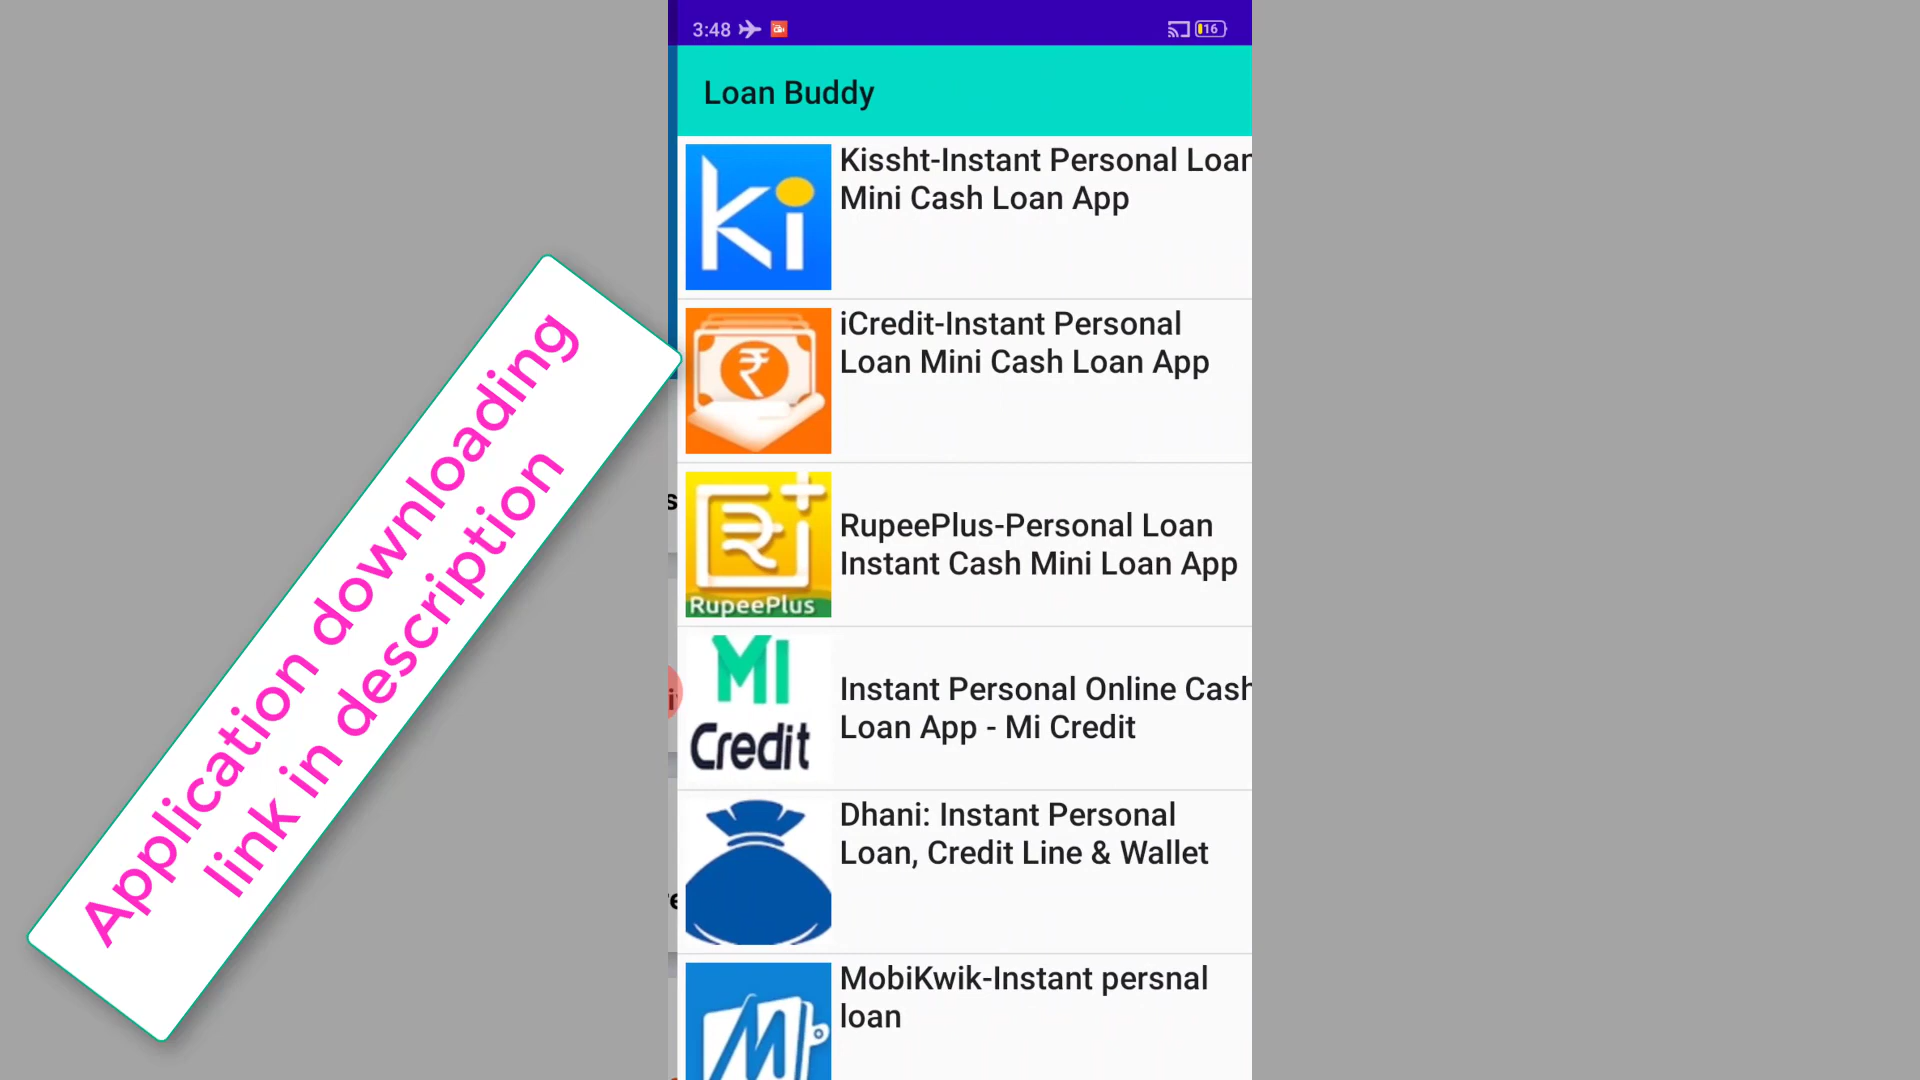 3:48
16
Loan Buddy
Ki
Kissht-Instant Personal Loan
Mini Cash Loan App
iCredit-Instant Personal
Loan Mini Cash Loan App
RupeePlus
RupeePlus-Personal Loan
Instant Cash Mini Loan App
MI
Credit
Instant Personal Online Cash
Loan App - Mi Credit
Dhani: Instant Personal
Loan, Credit Line & Wallet
MobiKwik-Instant persnal
loan
Application downloading
link in description